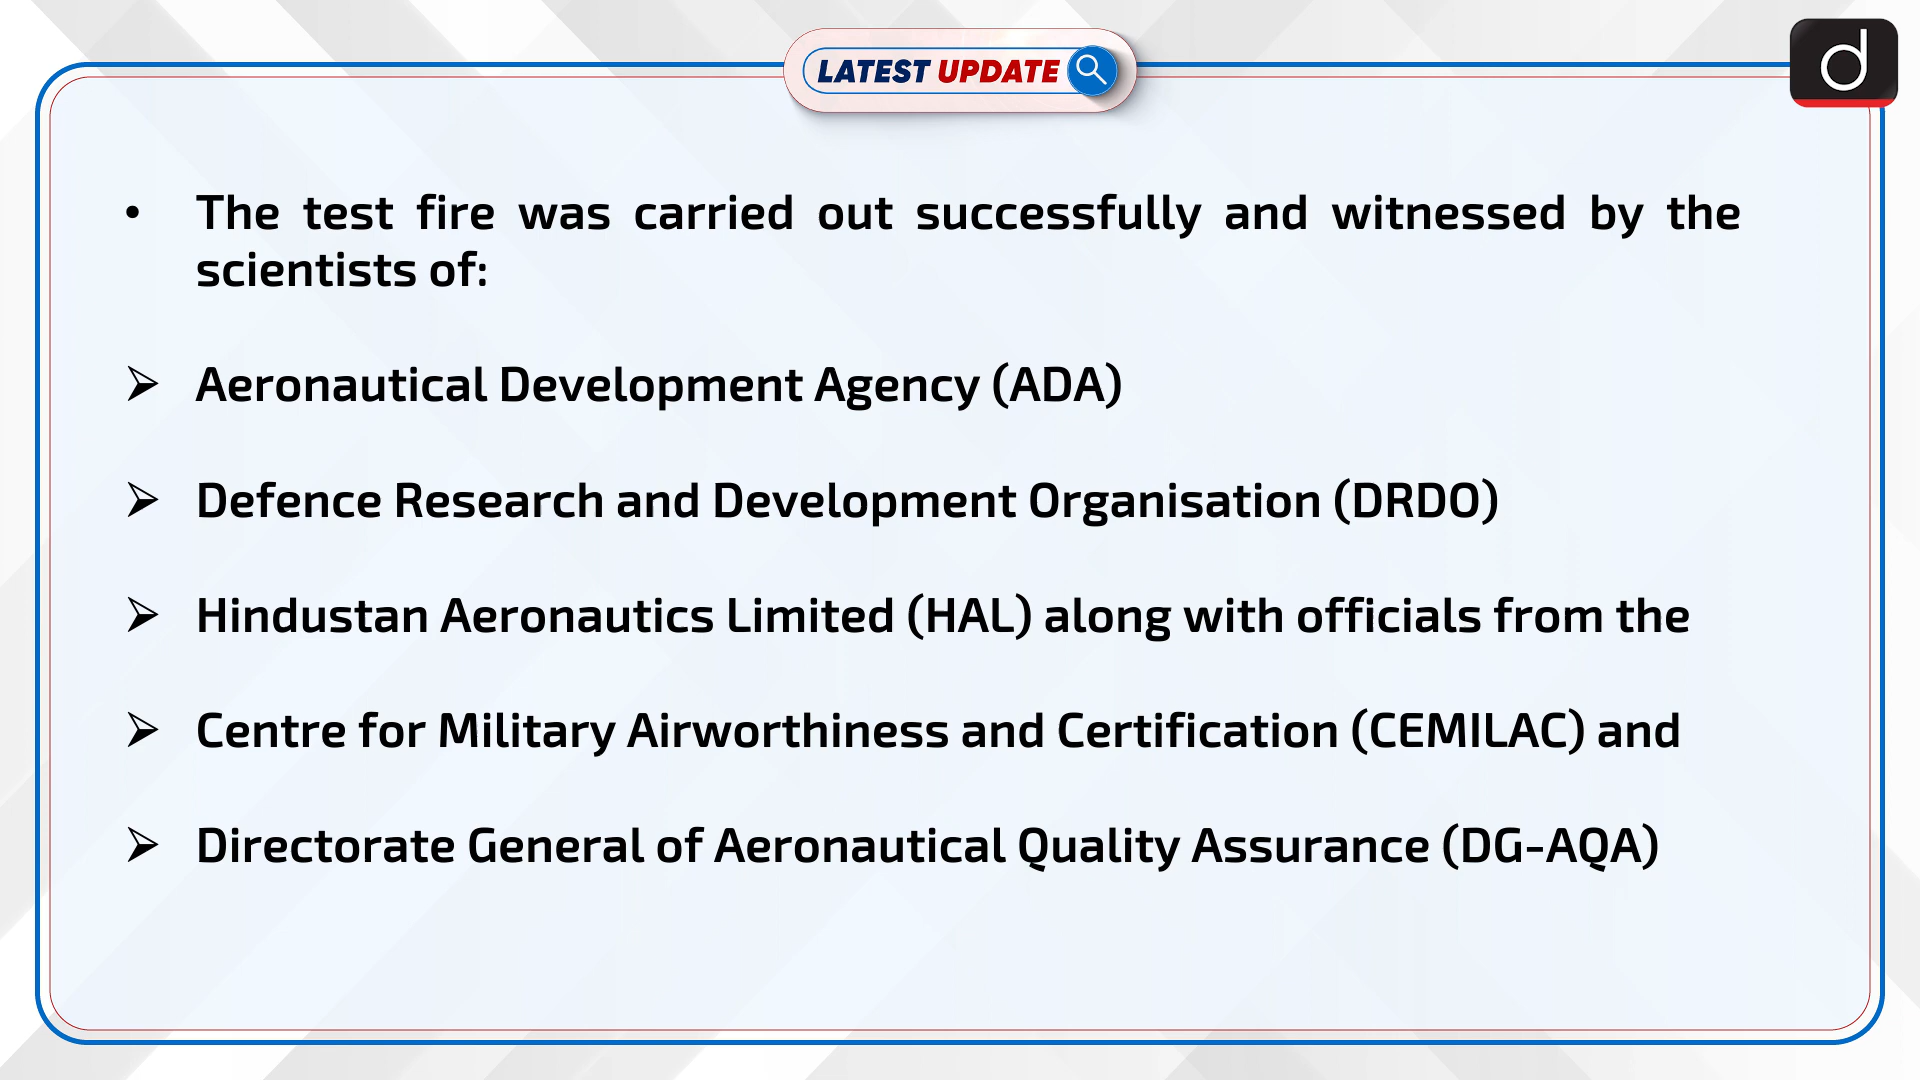 LATEST UPDATE
d
• The test fire was carried out successfully and witnessed by the
scientists of:
➢ Aeronautical Development Agency (ADA)
➢ Defence Research and Development Organisation (DRDO)
➢ Hindustan Aeronautics Limited (HAL) along with officials from the
➢ Centre for Military Airworthiness and Certification (CEMILAC) and
➢ Directorate General of Aeronautical Quality Assurance (DG-AQA)